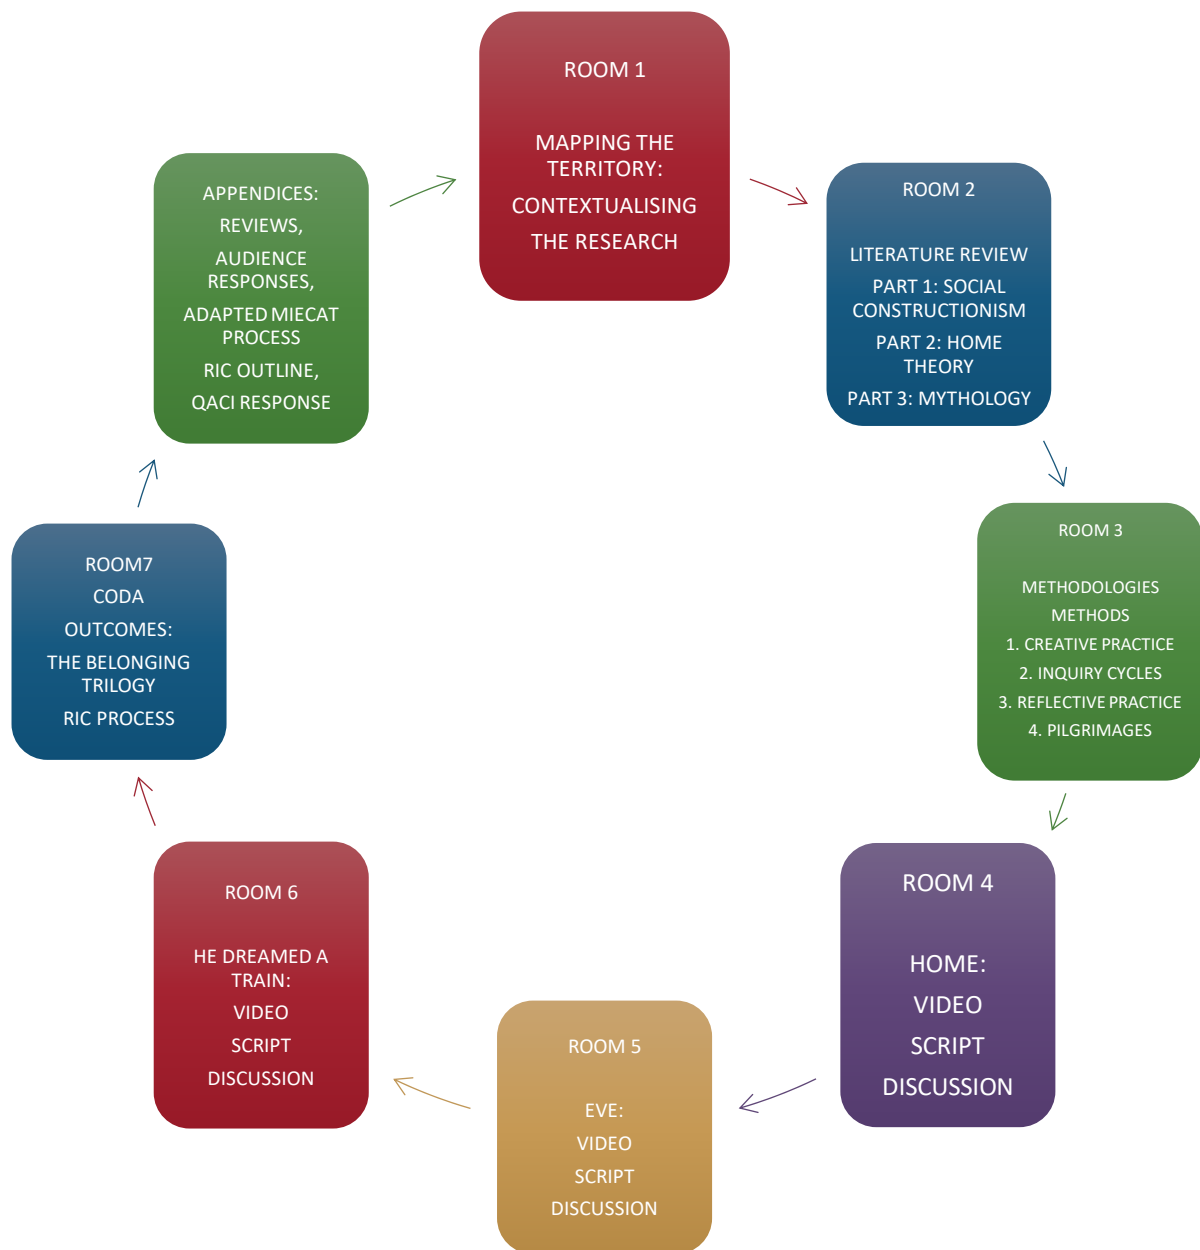 ROOM 1
MAPPING THE
TERRITORY:
CONTEXTUALISING
THE RESEARCH
ROOM 2
LITERATURE REVIEW
PART 1: SOCIAL
CONSTRUCTIONISM
PART 2: HOME
THEORY
PART 3: MYTHOLOGY
ROOM 3
METHODOLOGIES
METHODS
1. CREATIVE PRACTICE
2. INQUIRY CYCLES
3. REFLECTIVE PRACTICE
4. PILGRIMAGES
ROOM 4
HOME:
VIDEO
SCRIPT
DISCUSSION
ROOM 5
EVE:
VIDEO
SCRIPT
DISCUSSION
ROOM 6
HE DREAMED A
TRAIN:
VIDEO
SCRIPT
DISCUSSION
ROOM7
CODA
OUTCOMES:
THE BELONGING
TRILOGY
RIC PROCESS
APPENDICES:
REVIEWS,
AUDIENCE
RESPONSES,
ADAPTED MIECAT
PROCESS
RIC OUTLINE,
QACI RESPONSE